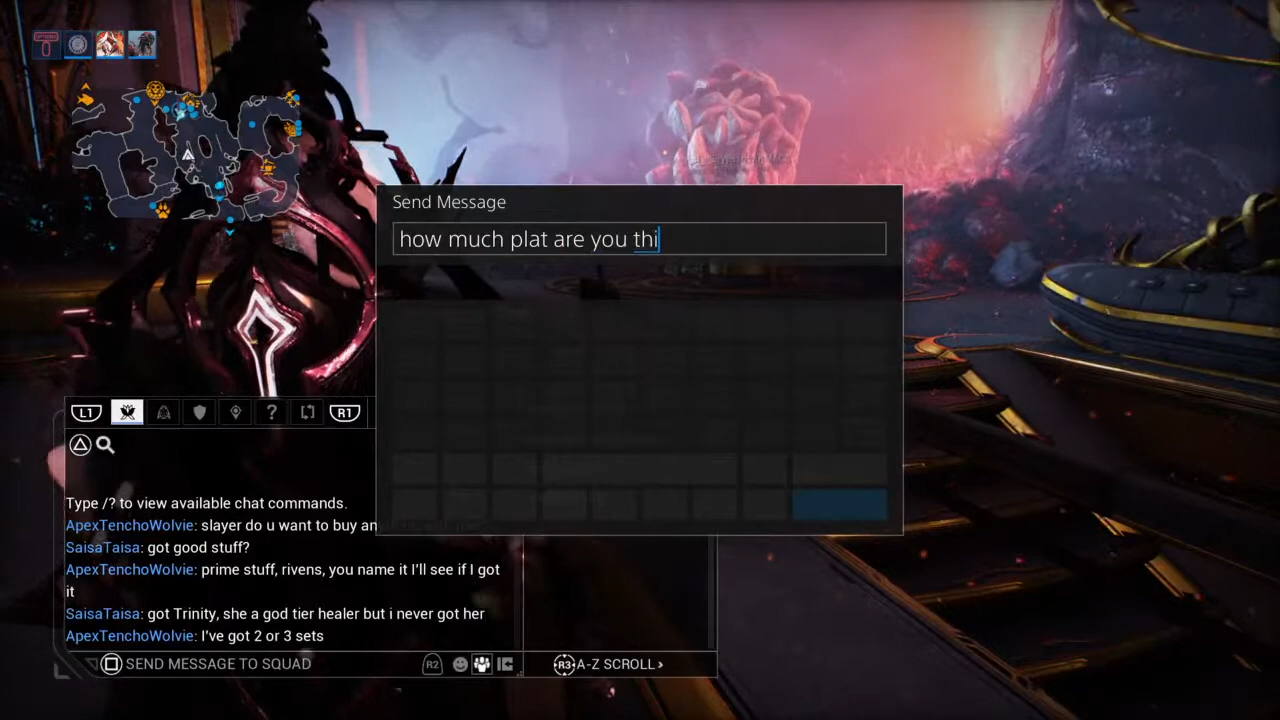 Send Message
how much plat are you thi
L1
?
R1
Type /? to view available chat commands.
ApexTenchoWolvie: slayer do u want to buy an
SaisaTaisa: got good stuff?
ApexTenchoWolvie: prime stuff, rivens, you name it I'll see if I got
it
SaisaTaisa: got Trinity, she a god tier healer but i never got her
ApexTenchoWolvie: I've got 2 or 3 sets
SEND MESSAGE TO SQUAD
R2
R3 A-Z SCROLL >